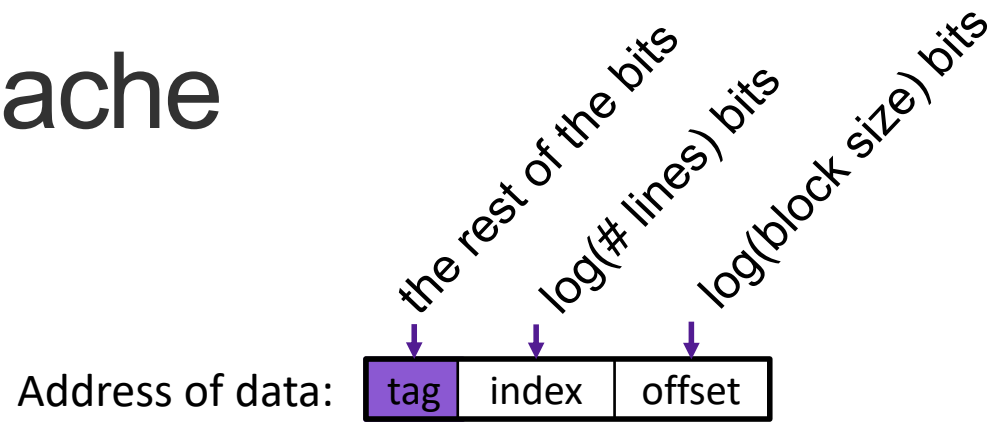 ache
the rest of the bits
log(# lines) bits
log(block size) bits
Address of data: tag index offset